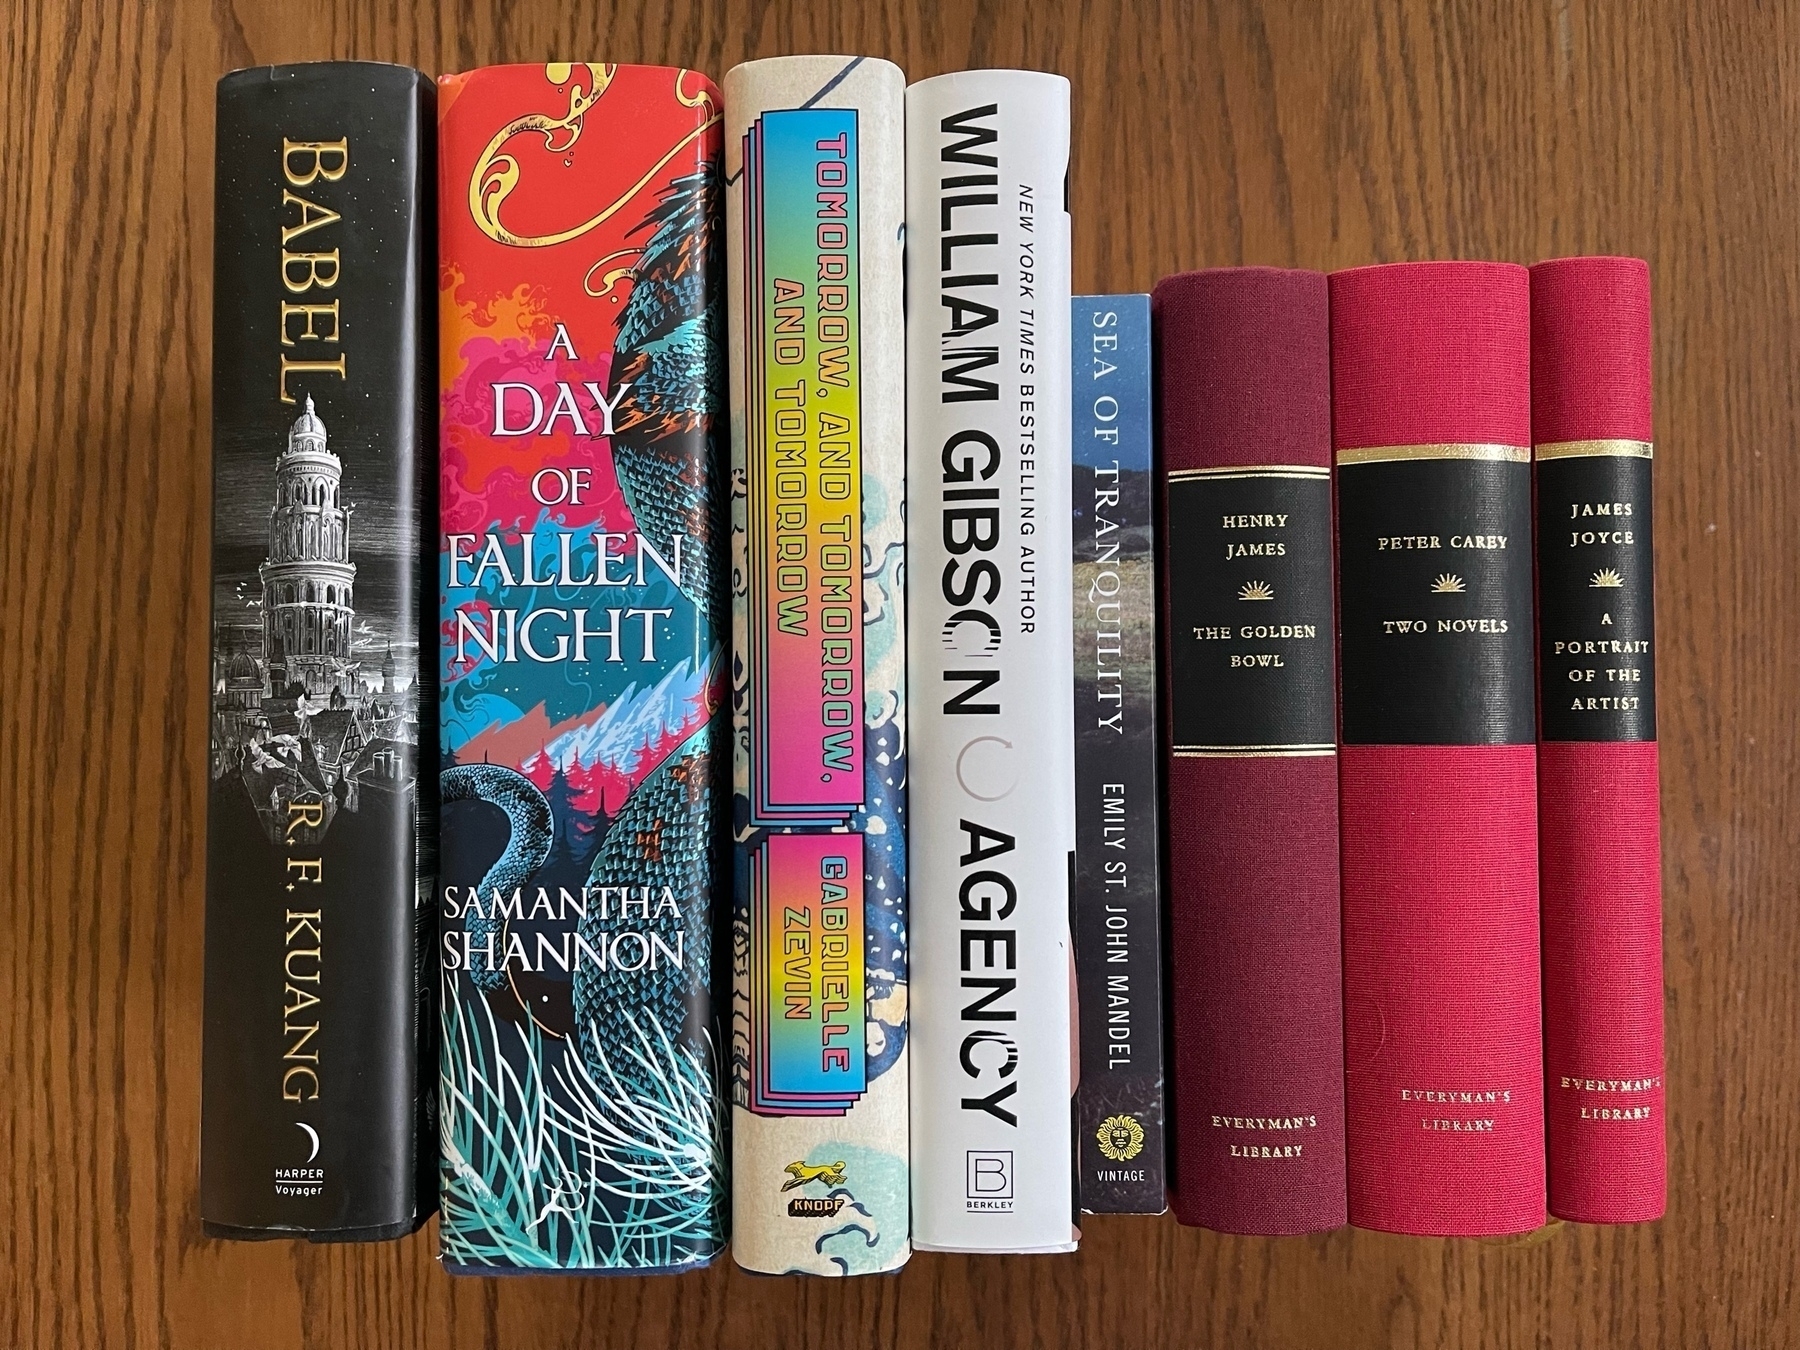 BABEL
R. F. KUANG
HARPER
Voyager
A
DAY
OF
FALLEN
NIGHT
SAMANTHA
SHANNON
TOMORROW, AND TOMORROW,
AND TOMORROW
GABRIELLE
ZEVIN
KNOPF
NEW YORK TIMES BESTSELLING AUTHOR
WILLIAM GIBSON AGENCY
B
BERKLEY
SEA OF TRANQUILITY EMILY ST. JOHN MANDEL
VINTAGE
HENRY
JAMES
THE GOLDEN
BOWL
EVERYMAN'S
LIBRARY
PETER CAREY
TWO NOVELS
EVERYMAN'S
LIBRARY
JAMES
JOYCE
A
PORTRAIT
OF THE
ARTIST
EVERYMAN'S
LIBRARY